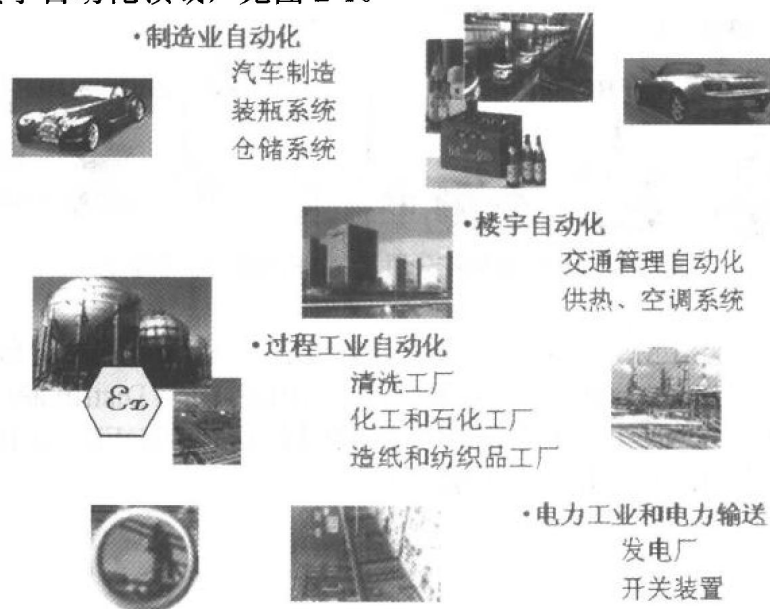 ·制造业自动化
汽车制造
装瓶系统
仓储系统
·楼宇自动化
交通管理自动化
供热、空调系统
·过程工业自动化
清洗工厂
化工和石化工厂
造纸和纺织品工厂
Ex
·电力工业和电力输送
发电厂
开关装置